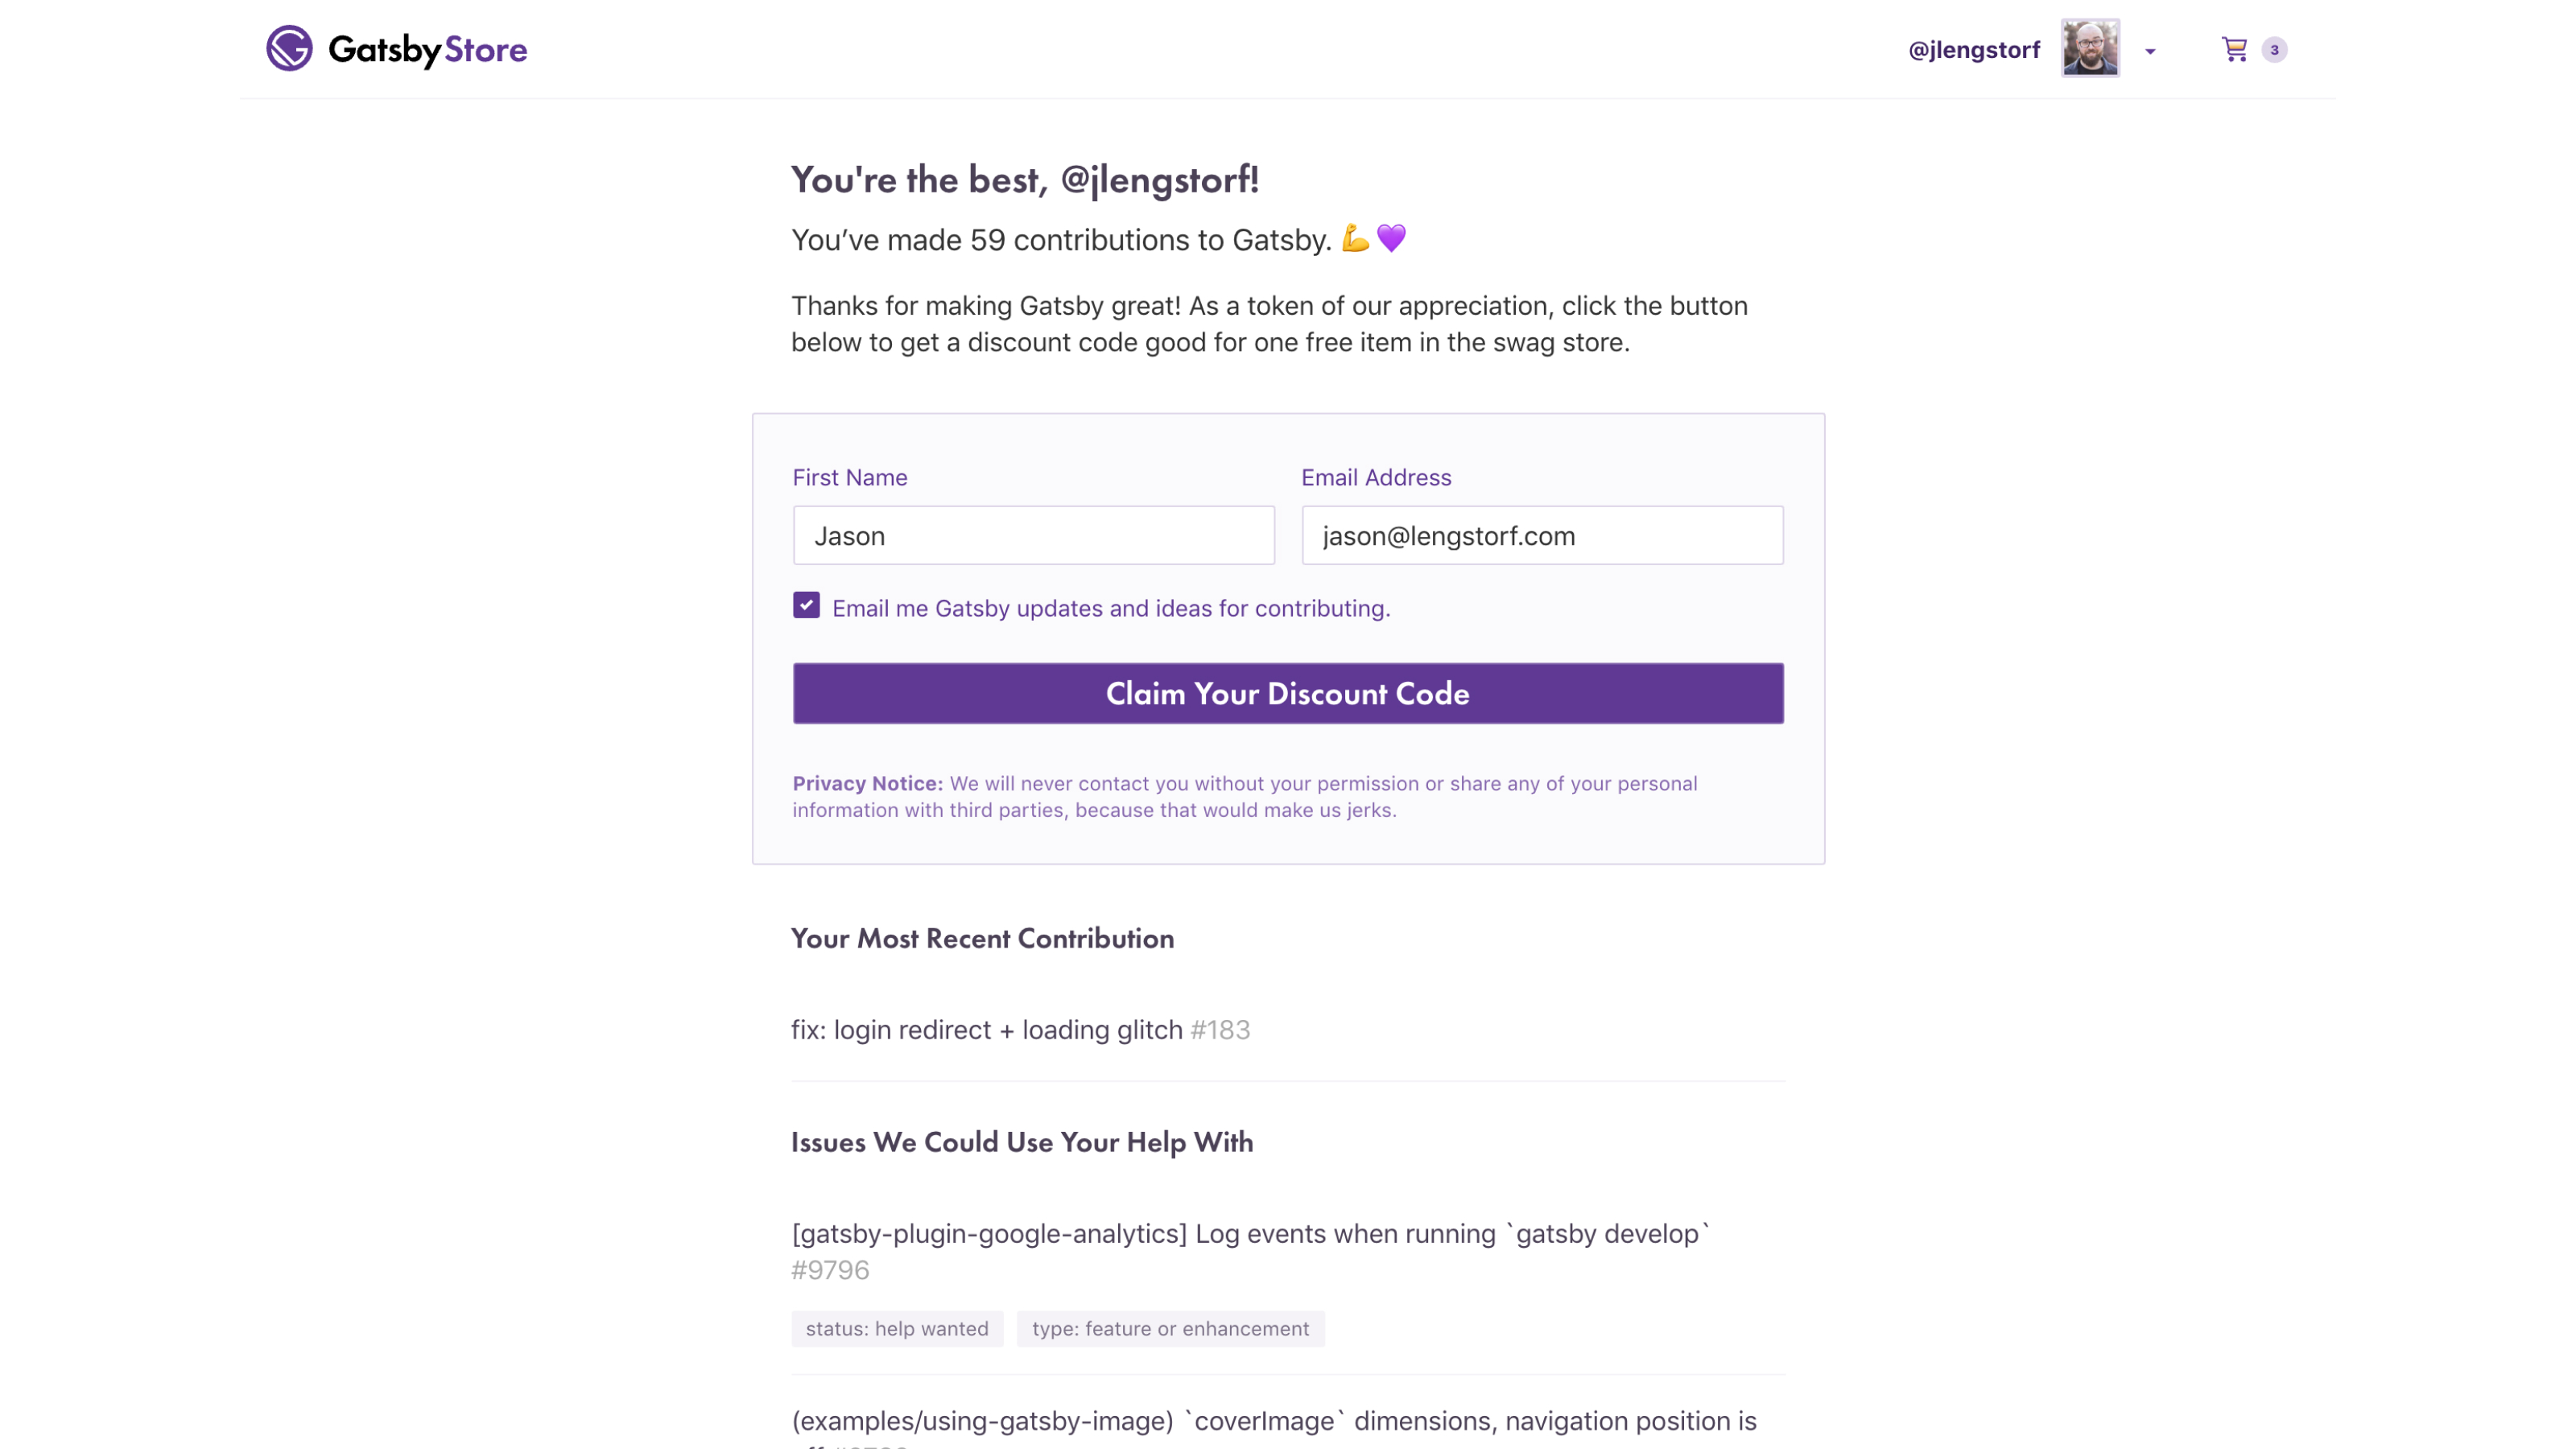 Gatsby Store
@jlengstorf
3
You're the best, @jlengstorf!
You’ve made 59 contributions to Gatsby. 💪💜
Thanks for making Gatsby great! As a token of our appreciation, click the button
below to get a discount code good for one free item in the swag store.
First Name
Email Address
Jason
jason@lengstorf.com
Email me Gatsby updates and ideas for contributing.
Claim Your Discount Code
Privacy Notice: We will never contact you without your permission or share any of your personal
information with third parties, because that would make us jerks.
Your Most Recent Contribution
fix: login redirect + loading glitch #183
Issues We Could Use Your Help With
[gatsby-plugin-google-analytics] Log events when running `gatsby develop`
#9796
status: help wanted
type: feature or enhancement
(examples/using-gatsby-image) `coverImage` dimensions, navigation position is